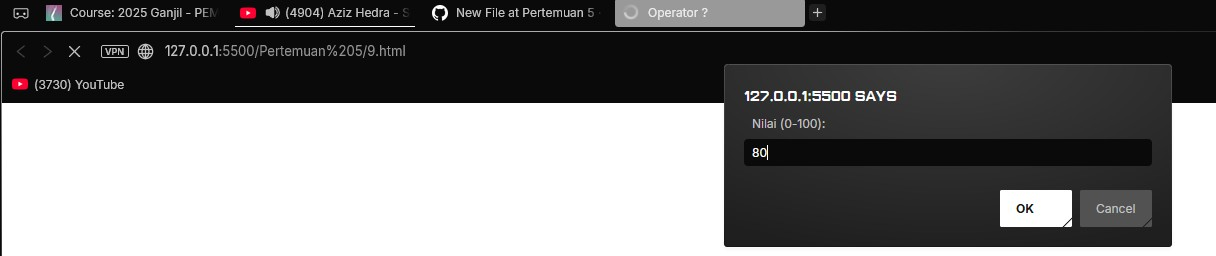 Course: 2025 Ganjil - PEM
(4904) Aziz Hedra - S
New File at Pertemuan 5
Operator ?
VPN
127.0.0.1:5500/Pertemuan%205/9.html
(3730) YouTube
127.0.0.1:5500 SAYS
Nilai (0-100):
80
OK
Cancel